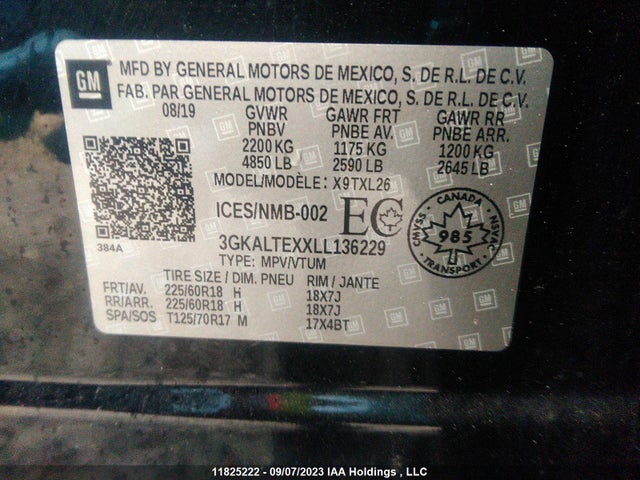 GM
MFD BY GENERAL MOTORS DE MEXICO, S. DE R.L. DE C.V.
FAB. PAR GENERAL MOTORS DE MEXICO, S. DE R.L. DE C.V.
08/19 GVWR GAWR FRT GAWR RR
PNBV PNBE AV. PNBE ARR.
2200 KG 1175 KG 1200 KG
4850 LB 2590 LB 2645 LB
MODEL/MODÈLE: X9TXL26
ICES/NMB-002 EC
CANADA
CMVSS 985 NSVAC
384A
3GKALTEXXLL136229
TYPE: MPV/VTUM
TIRE SIZE / DIM. PNEU RIM / JANTE
FRT/AV. 225/60R18 H 18X7J
RR/ARR. 225/60R18 H 18X7J
SPA/SOS T125/70R17 M 17X4BT
11825222 - 09/07/2023 IAA Holdings , LLC